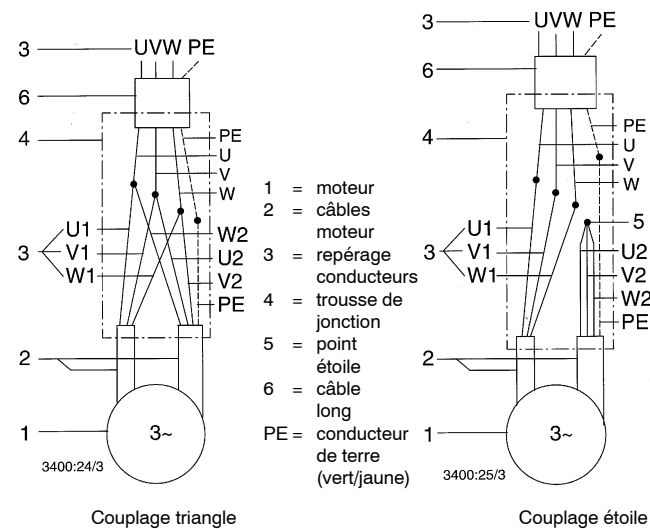 3 UVW PE
6
4
PE
U
V
W
U1
3 V1
W1
W2
U2
V2
PE
2
1 3~
3400:24/3
Couplage triangle
1 = moteur
2 = câbles
moteur
3 = repérage
conducteurs
4 = trousse de
jonction
5 = point
étoile
6 = câble
long
PE = conducteur
de terre
(vert/jaune)
3 UVW PE
6
4
PE
U
V
W
5
U1
3 V1
W1
U2
V2
W2
PE
2
1 3~
3400:25/3
Couplage étoile